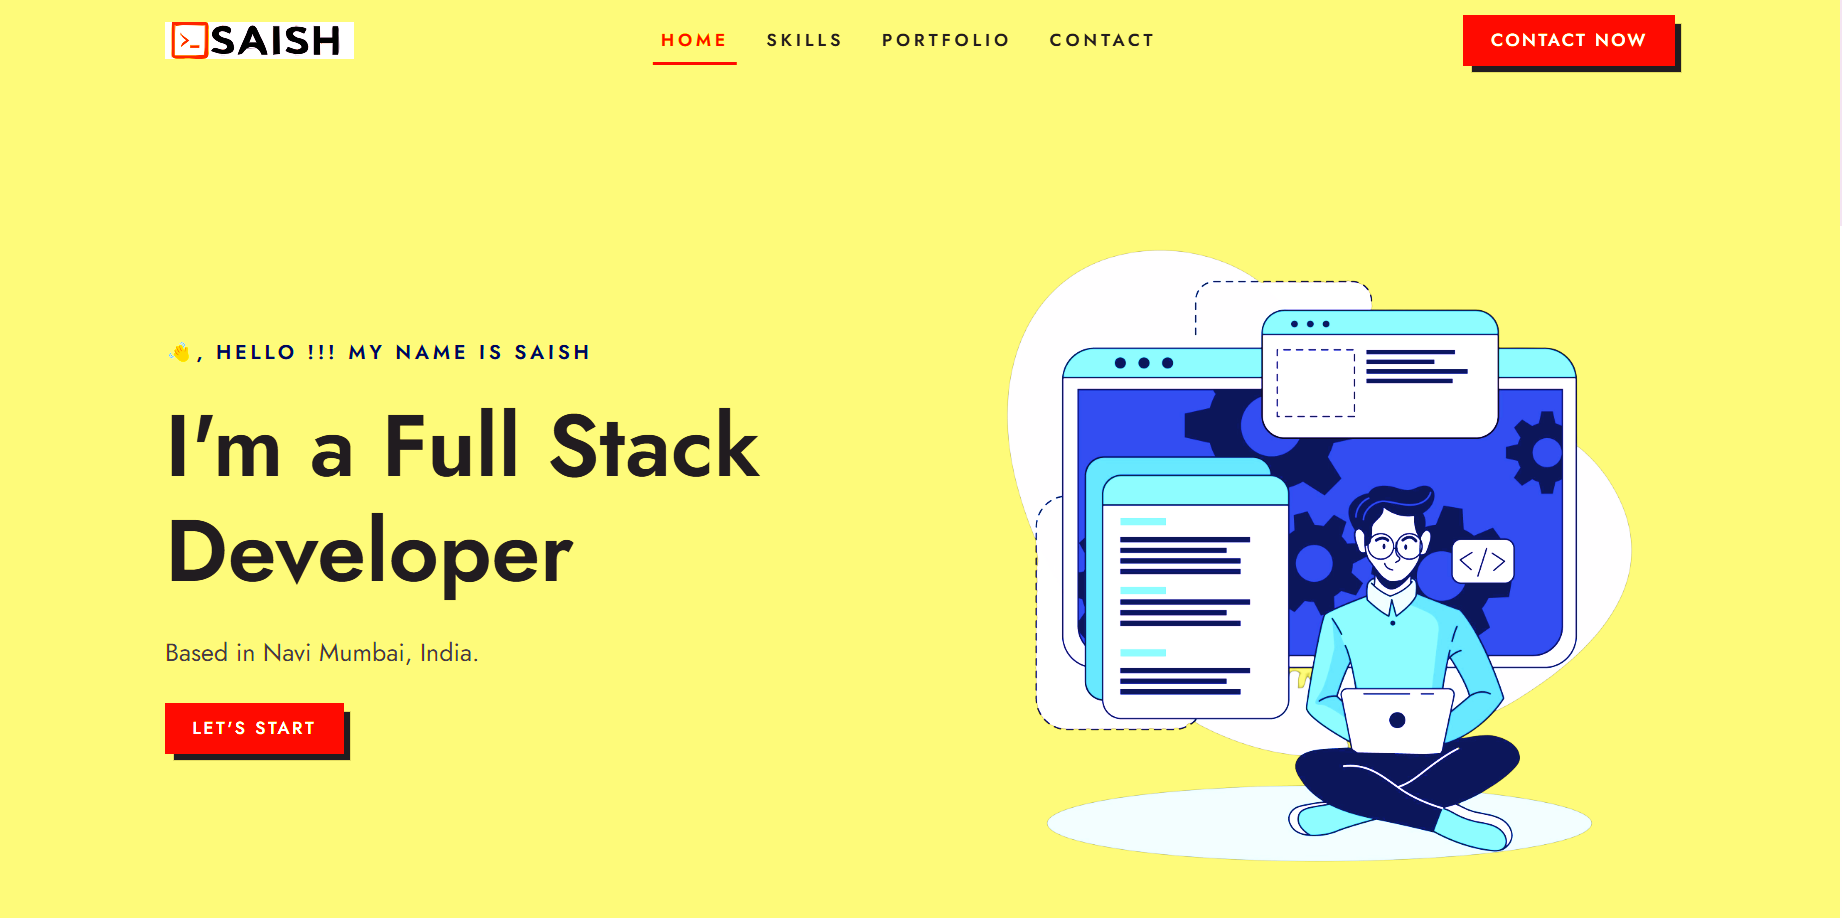 >_ SAISH
HOME SKILLS PORTFOLIO CONTACT
CONTACT NOW
👋, HELLO !!! MY NAME IS SAISH
I'm a Full Stack
Developer
Based in Navi Mumbai, India.
LET'S START
</>